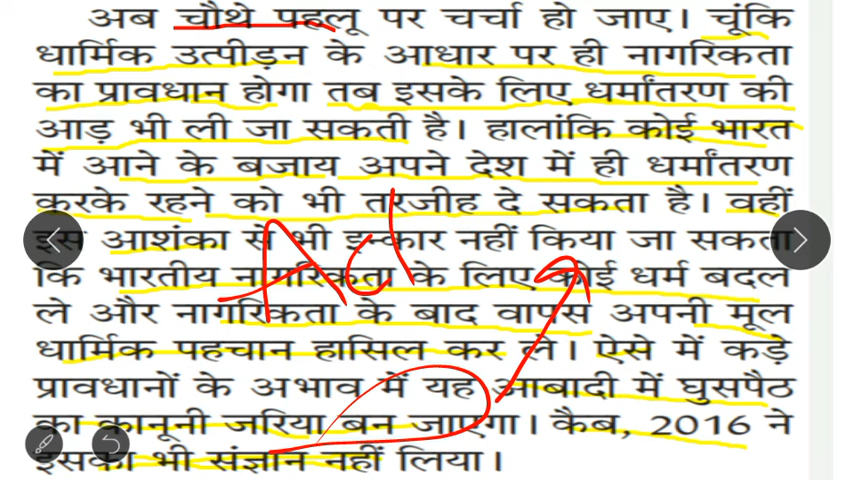 अब चौथे पहलू पर चर्चा हो जाए। चूंकि
धार्मिक उत्पीड़न के आधार पर ही नागरिकता
का प्रावधान होगा तब इसके लिए धर्मांतरण की
आड़ भी ली जा सकती है। हालांकि कोई भारत
में आने के बजाय अपने देश में ही धर्मांतरण
करके रहने को भी तरजीह दे सकता है। वहीं
इस आशंका से भी इन्कार नहीं किया जा सकता
कि भारतीय नागरिकता के लिए कोई धर्म बदल
ले और नागरिकता के बाद वापस अपनी मूल
धार्मिक पहचान हासिल कर ले। ऐसे में कड़े
प्रावधानों के अभाव में यह आबादी में घुसपैठ
का कानूनी जरिया बन जाएगा। कैब, 2016 ने
इसका भी संज्ञान नहीं लिया।